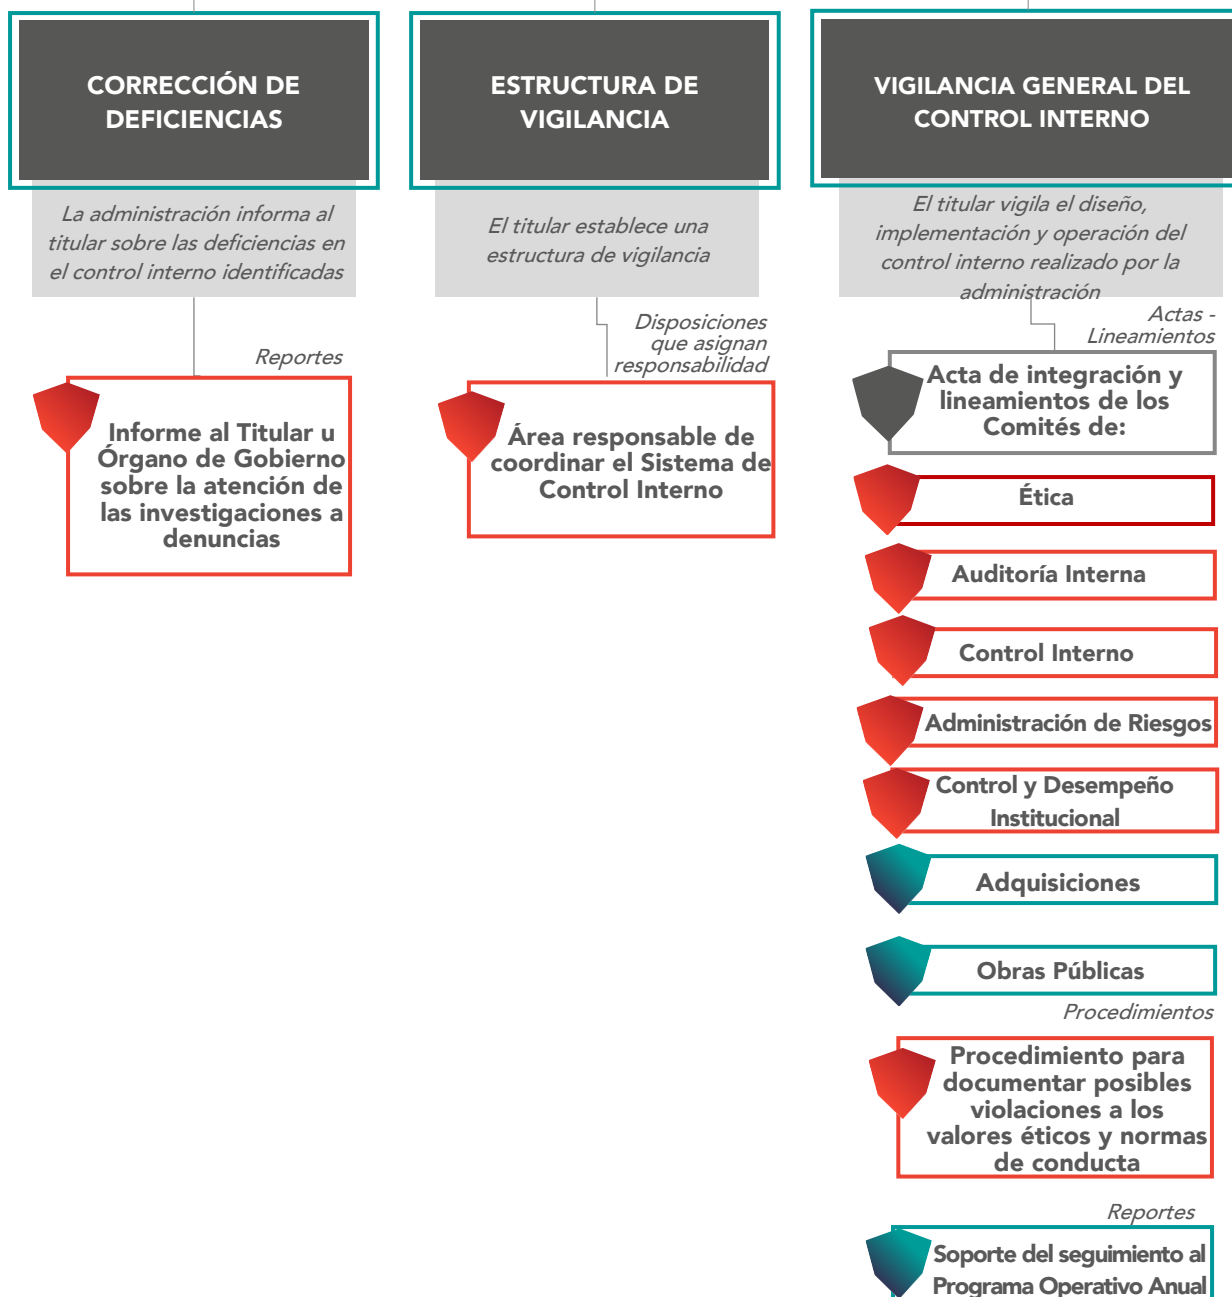 CORRECCIÓN DE
DEFICIENCIAS
La administración informa al
titular sobre las deficiencias en
el control interno identificadas
Reportes
Informe al Titular u
Órgano de Gobierno
sobre la atención de
las investigaciones a
denuncias
ESTRUCTURA DE
VIGILANCIA
El titular establece una
estructura de vigilancia
Disposiciones
que asignan
responsabilidad
Área responsable de
coordinar el Sistema de
Control Interno
VIGILANCIA GENERAL DEL
CONTROL INTERNO
El titular vigila el diseño,
implementación y operación del
control interno realizado por la
administración
Actas -
Lineamientos
Acta de integración y
lineamientos de los
Comités de:
Ética
Auditoría Interna
Control Interno
Administración de Riesgos
Control y Desempeño
Institucional
Adquisiciones
Obras Públicas
Procedimientos
Procedimiento para
documentar posibles
violaciones a los
valores éticos y normas
de conducta
Reportes
Soporte del seguimiento al
Programa Operativo Anual